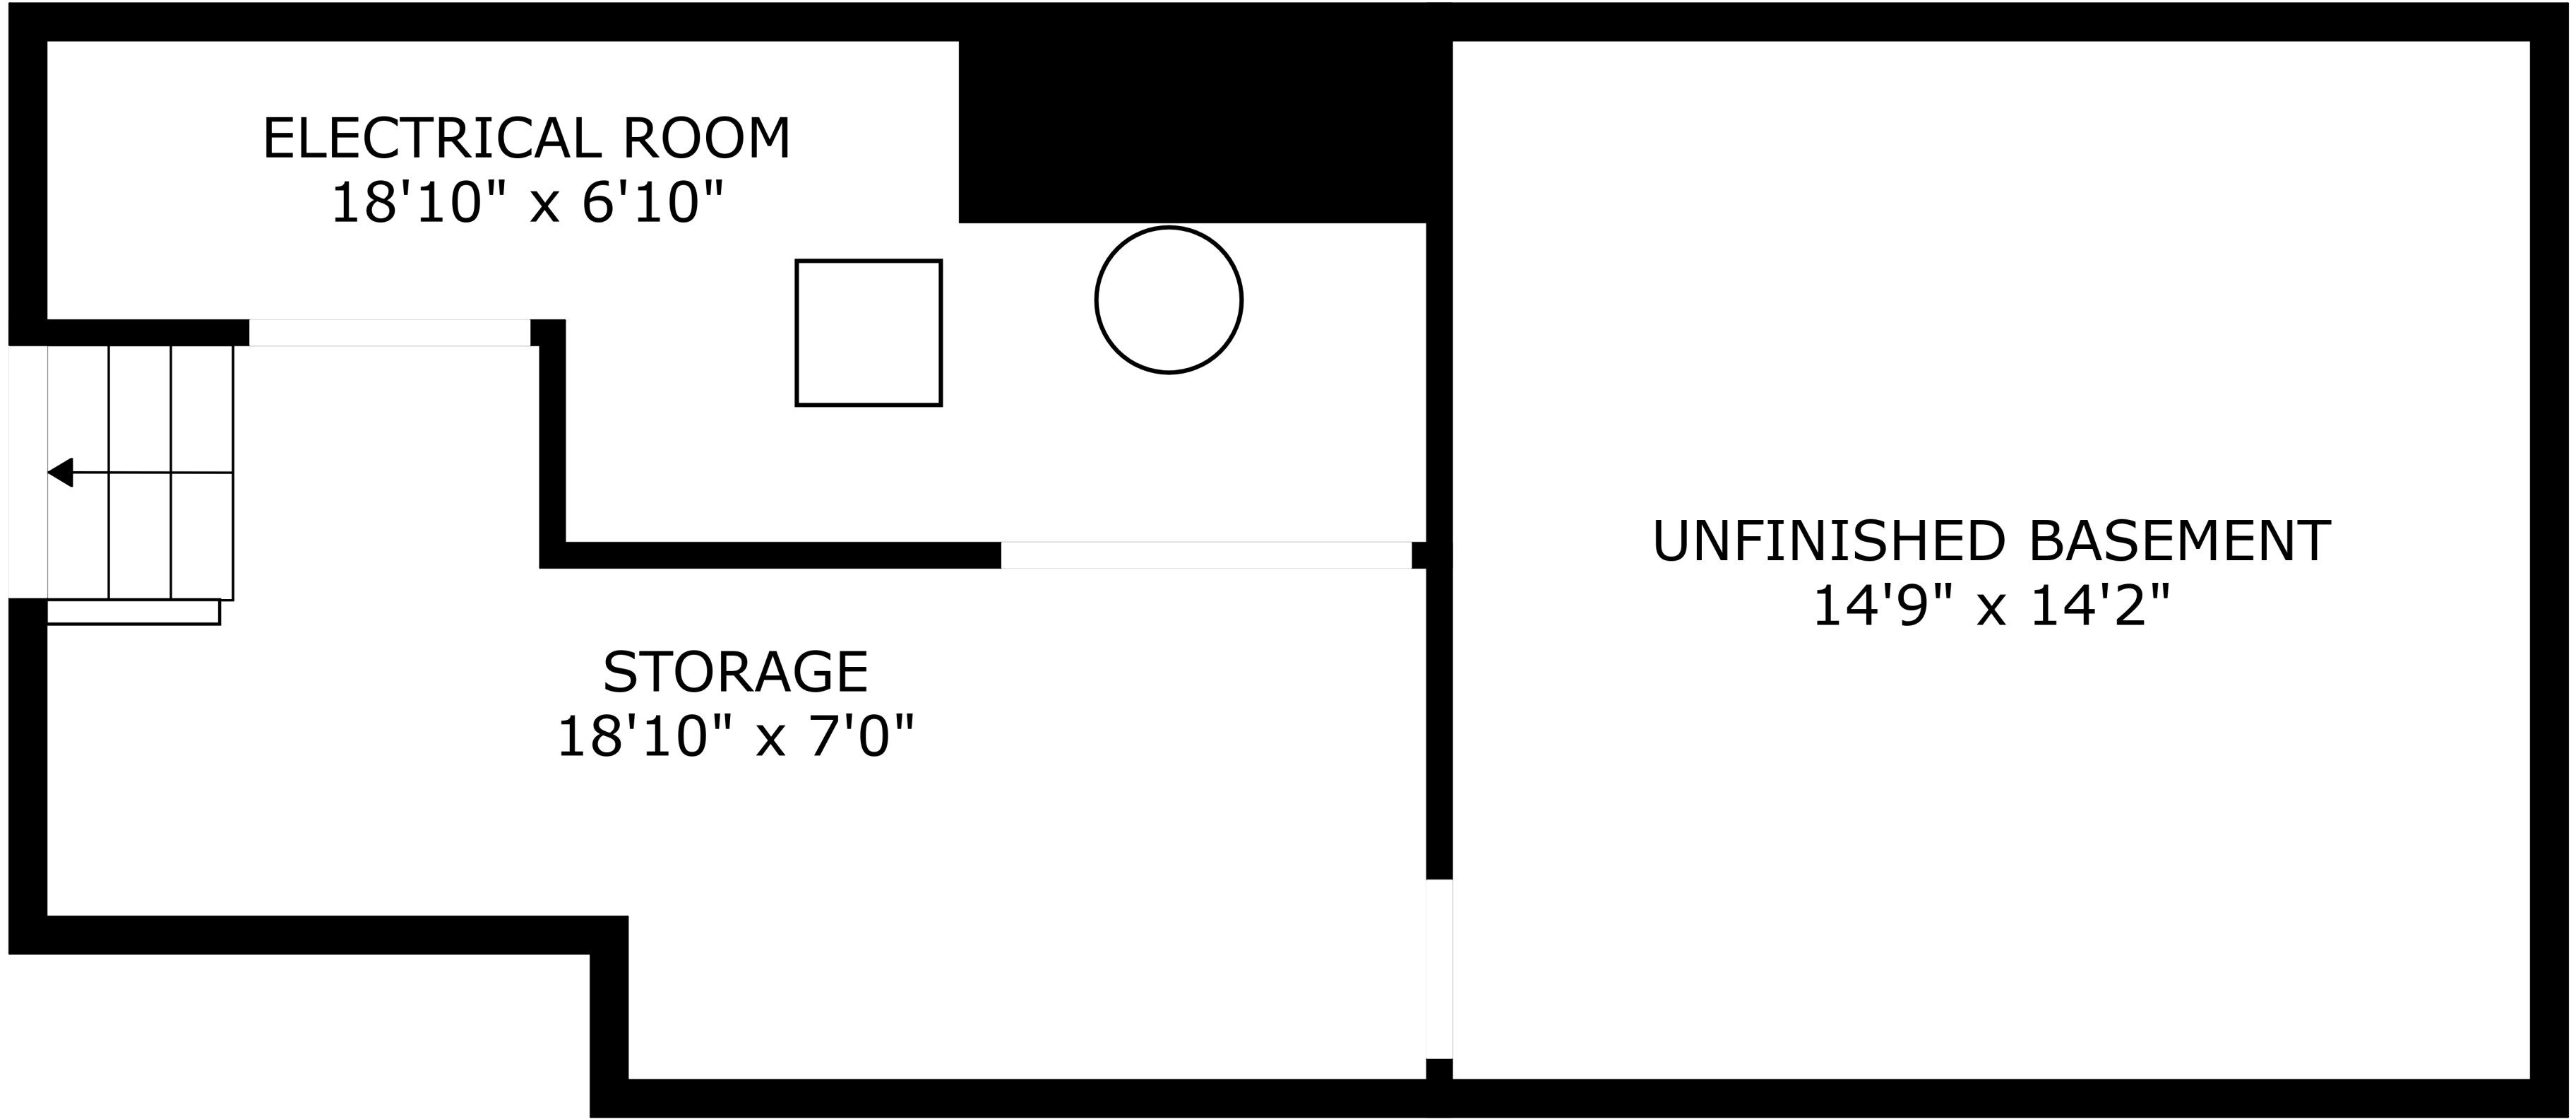 ELECTRICAL ROOM
18'10" x 6'10"
UNFINISHED BASEMENT
14'9" x 14'2"
STORAGE
18'10" x 7'0"